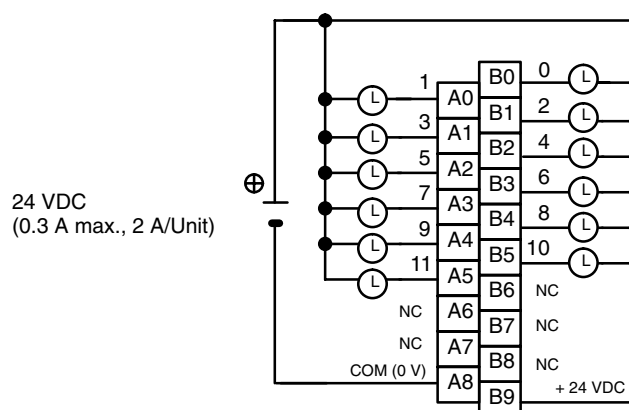 B0 0 L
1 L A0
B1 2 L
3 L A1
B2 4 L
5 L A2
B3 6 L
7 L A3
24 VDC
(0.3 A max., 2 A/Unit)
B4 8 L
9 L A4
B5 10 L
11 L A5
B6 NC
NC A6
B7 NC
NC A7
B8 NC
COM (0 V) A8
B9 + 24 VDC